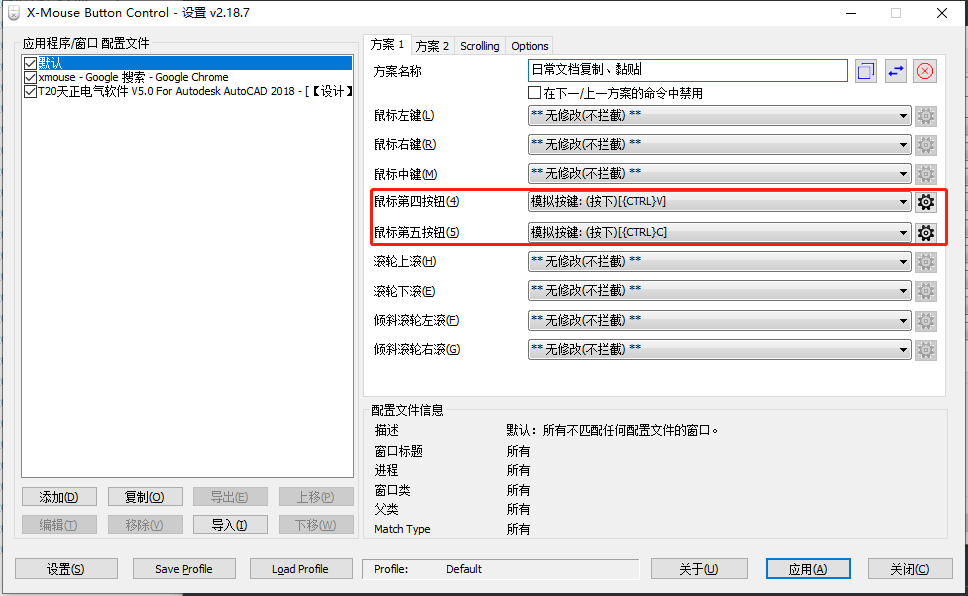 X-Mouse Button Control - 设置 v2.18.7
应用程序/窗口 配置文件
默认
xmouse - Google 搜索 - Google Chrome
T20天正电气软件 V5.0 For Autodesk AutoCAD 2018 - [【设计】
添加(D)
复制(O)
导出(E)
上移(P)
编辑(T)
移除(V)
导入(I)
下移(W)
方案 1
方案 2
Scrolling
Options
方案名称
日常文档复制、黏贴
在下一/上一方案的命令中禁用
鼠标左键(L)
** 无修改(不拦截) **
鼠标右键(R)
** 无修改(不拦截) **
鼠标中键(M)
** 无修改(不拦截) **
鼠标第四按钮(4)
模拟按键: (按下)[{CTRL}V]
鼠标第五按钮(5)
模拟按键: (按下)[{CTRL}C]
滚轮上滚(H)
** 无修改(不拦截) **
滚轮下滚(E)
** 无修改(不拦截) **
倾斜滚轮左滚(F)
** 无修改(不拦截) **
倾斜滚轮右滚(G)
** 无修改(不拦截) **
配置文件信息
描述
默认：所有不匹配任何配置文件的窗口。
窗口标题
所有
进程
所有
窗口类
所有
父类
所有
Match Type
所有
设置(S)
Save Profile
Load Profile
Profile:
Default
关于(U)
应用(A)
关闭(C)